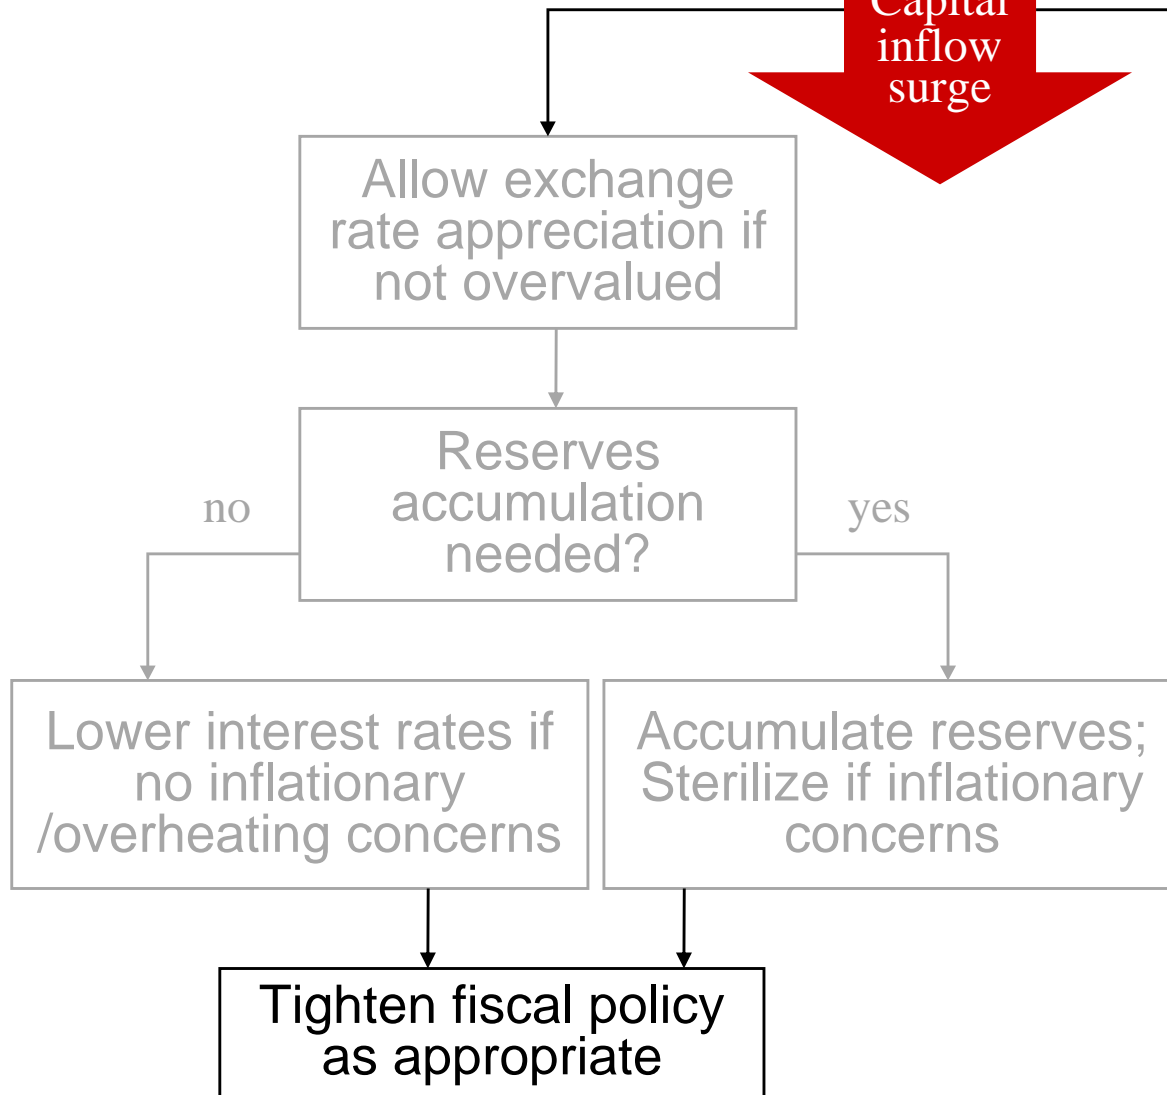 Capital
inflow
surge
Allow exchange
rate appreciation if
not overvalued
Reserves
accumulation
needed?
no
yes
Lower interest rates if
no inflationary
/overheating concerns
Accumulate reserves;
Sterilize if inflationary
concerns
Tighten fiscal policy
as appropriate